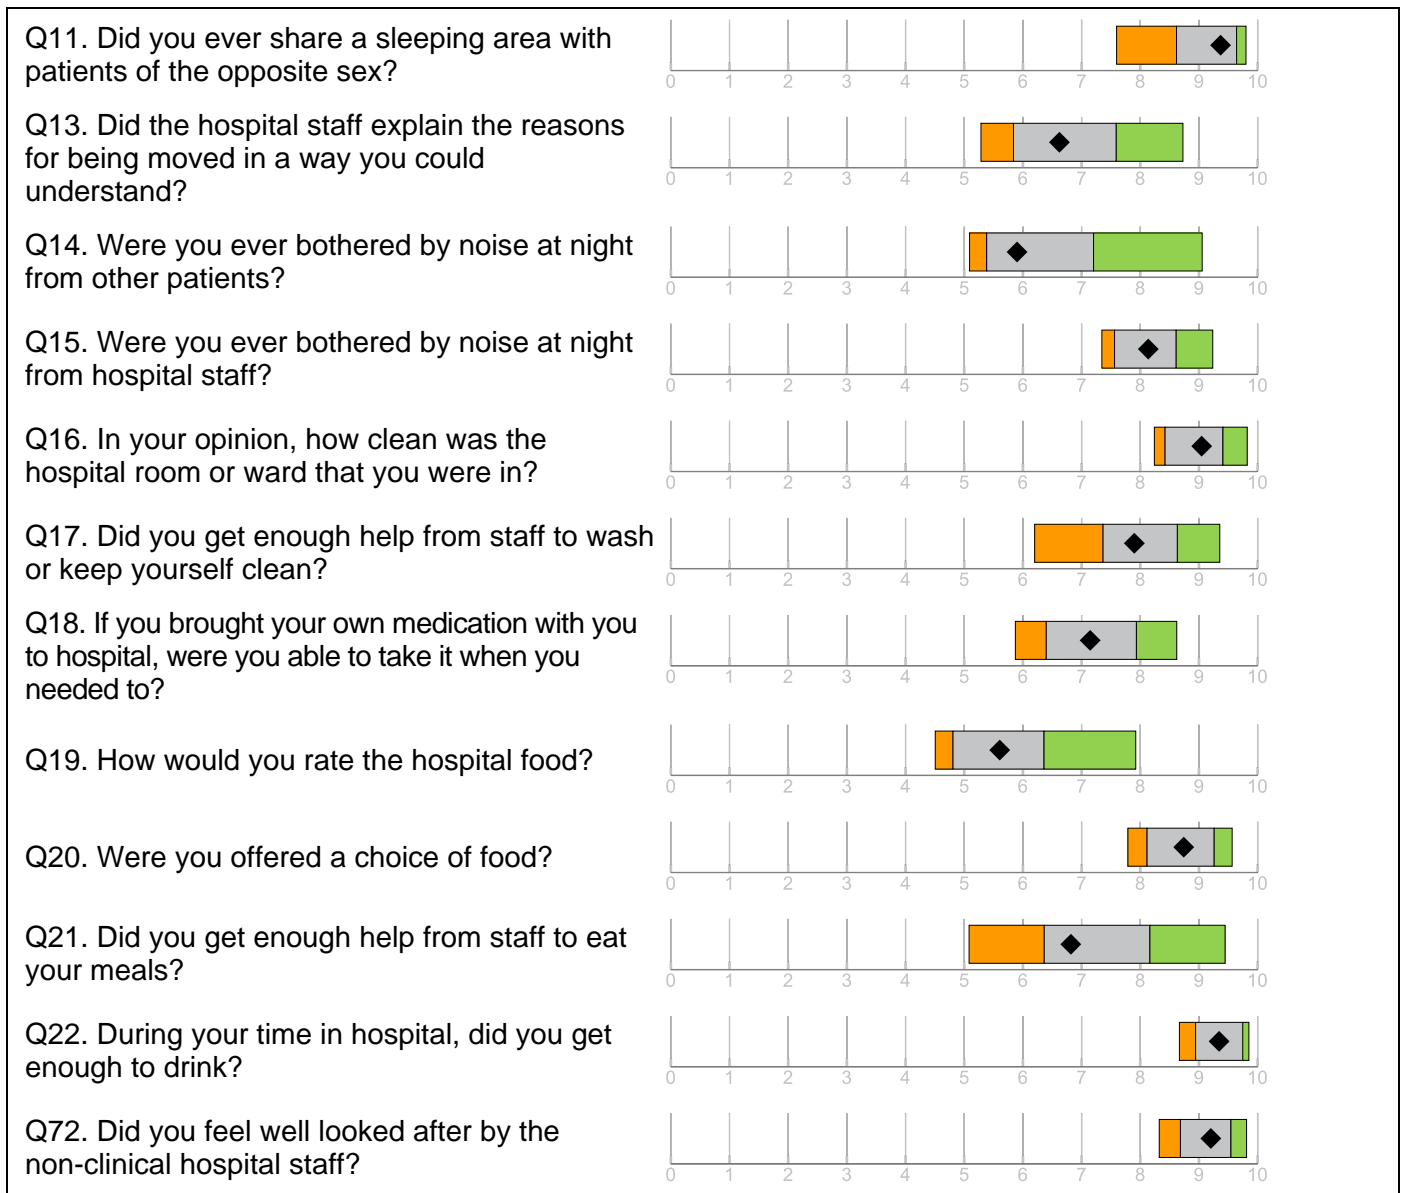 Q11. Did you ever share a sleeping area with
patients of the opposite sex?
0 1 2 3 4 5 6 7 8 9 10
Q13. Did the hospital staff explain the reasons
for being moved in a way you could
understand?
0 1 2 3 4 5 6 7 8 9 10
Q14. Were you ever bothered by noise at night
from other patients?
0 1 2 3 4 5 6 7 8 9 10
Q15. Were you ever bothered by noise at night
from hospital staff?
0 1 2 3 4 5 6 7 8 9 10
Q16. In your opinion, how clean was the
hospital room or ward that you were in?
0 1 2 3 4 5 6 7 8 9 10
Q17. Did you get enough help from staff to wash
or keep yourself clean?
0 1 2 3 4 5 6 7 8 9 10
Q18. If you brought your own medication with you
to hospital, were you able to take it when you
needed to?
0 1 2 3 4 5 6 7 8 9 10
Q19. How would you rate the hospital food?
0 1 2 3 4 5 6 7 8 9 10
Q20. Were you offered a choice of food?
0 1 2 3 4 5 6 7 8 9 10
Q21. Did you get enough help from staff to eat
your meals?
0 1 2 3 4 5 6 7 8 9 10
Q22. During your time in hospital, did you get
enough to drink?
0 1 2 3 4 5 6 7 8 9 10
Q72. Did you feel well looked after by the
non-clinical hospital staff?
0 1 2 3 4 5 6 7 8 9 10